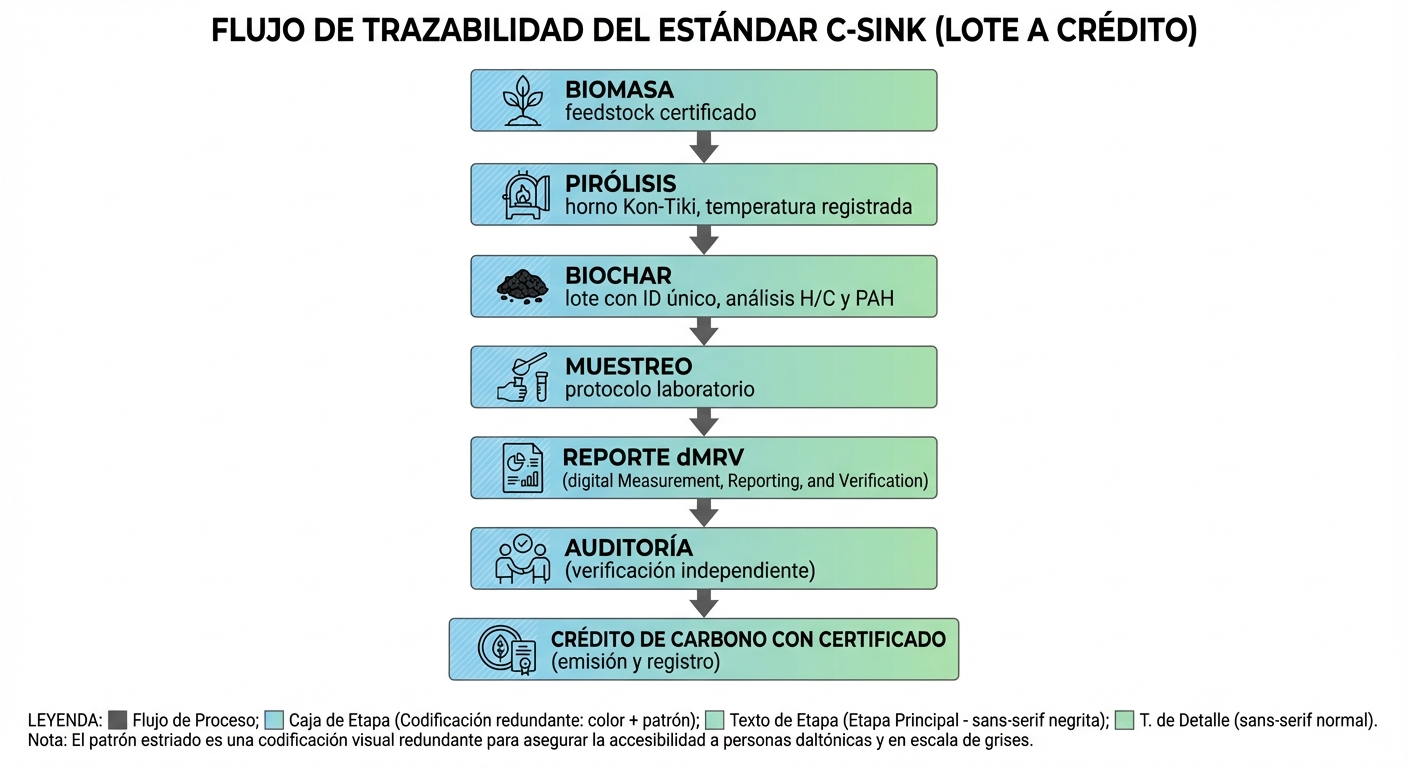 FLUJO DE TRAZABILIDAD DEL ESTÁNDAR C-SINK (LOTE A CRÉDITO)
BIOMASA
feedstock certificado
PIRÓLISIS
horno Kon-Tiki, temperatura registrada
BIOCHAR
lote con ID único, análisis H/C y PAH
MUESTREO
protocolo laboratorio
REPORTE dMRV
(digital Measurement, Reporting, and Verification)
AUDITORÍA
(verificación independiente)
CRÉDITO DE CARBONO CON CERTIFICADO
(emisión y registro)
LEYENDA: Flujo de Proceso; Caja de Etapa (Codificación redundante: color + patrón); Texto de Etapa (Etapa Principal - sans-serif negrita); T. de Detalle (sans-serif normal).
Nota: El patrón estriado es una codificación visual redundante para asegurar la accesibilidad a personas daltónicas y en escala de grises.